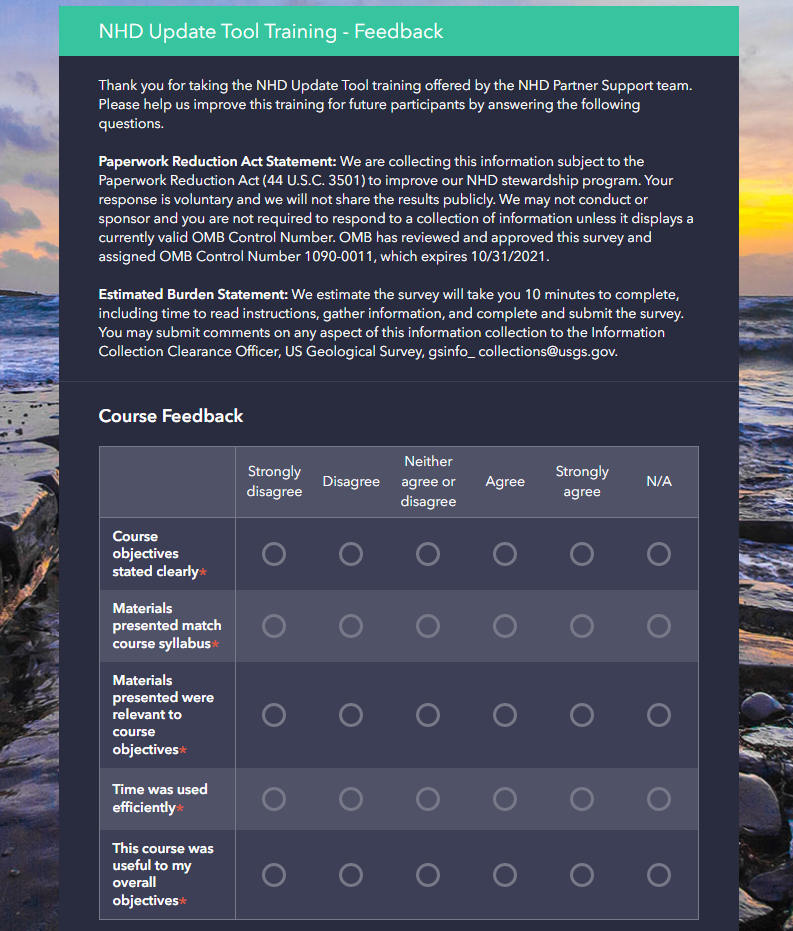 NHD Update Tool Training - Feedback
Thank you for taking the NHD Update Tool training offered by the NHD Partner Support team.
Please help us improve this training for future participants by answering the following
questions.
Paperwork Reduction Act Statement: We are collecting this information subject to the
Paperwork Reduction Act (44 U.S.C. 3501) to improve our NHD stewardship program. Your
response is voluntary and we will not share the results publicly. We may not conduct or
sponsor and you are not required to respond to a collection of information unless it displays a
currently valid OMB Control Number. OMB has reviewed and approved this survey and
assigned OMB Control Number 1090-0011, which expires 10/31/2021.
Estimated Burden Statement: We estimate the survey will take you 10 minutes to complete,
including time to read instructions, gather information, and complete and submit the survey.
You may submit comments on any aspect of this information collection to the Information
Collection Clearance Officer, US Geological Survey, gsinfo_ collections@usgs.gov.
Course Feedback
Strongly
disagree
Disagree
Neither
agree or
disagree
Agree
Strongly
agree
N/A
Course
objectives
stated clearly*
Materials
presented match
course syllabus*
Materials
presented were
relevant to
course
objectives*
Time was used
efficiently*
This course was
useful to my
overall
objectives*